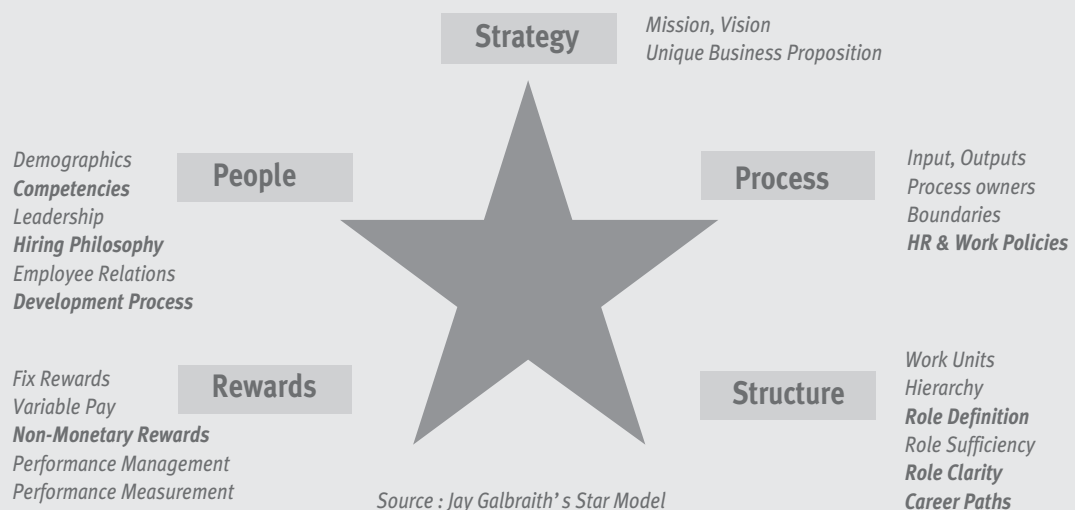 Strategy
Mission, Vision
Unique Business Proposition
People
Demographics
Competencies
Leadership
Hiring Philosophy
Employee Relations
Development Process
Process
Input, Outputs
Process owners
Boundaries
HR & Work Policies
Rewards
Fix Rewards
Variable Pay
Non-Monetary Rewards
Performance Management
Performance Measurement
Structure
Work Units
Hierarchy
Role Definition
Role Sufficiency
Role Clarity
Career Paths
Source : Jay Galbraith' s Star Model